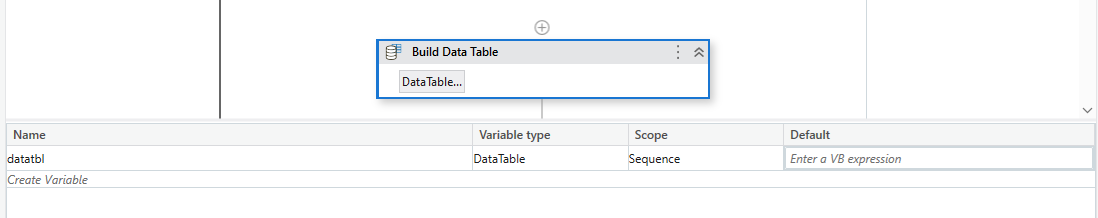 Build Data Table
DataTable...
Name Variable type Scope Default
datatbl DataTable Sequence Enter a VB expression
Create Variable